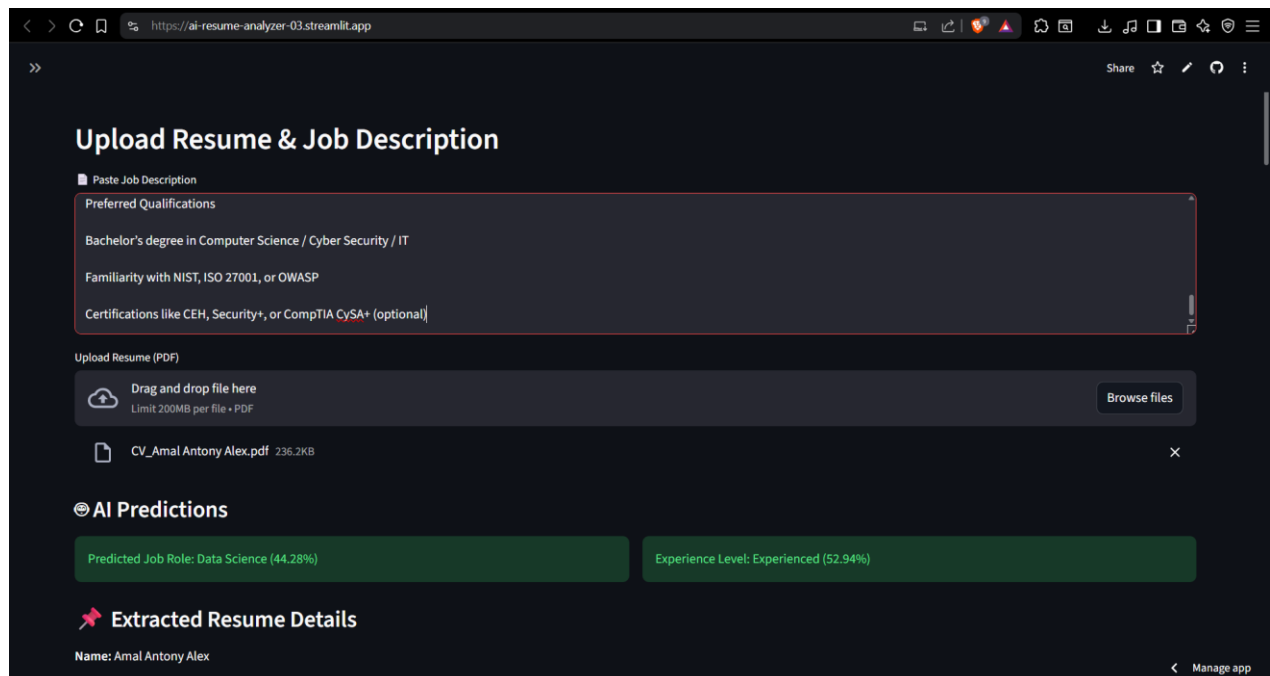 https://ai-resume-analyzer-03.streamlit.app
Share
Upload Resume & Job Description
Paste Job Description
Preferred Qualifications
Bachelor’s degree in Computer Science / Cyber Security / IT
Familiarity with NIST, ISO 27001, or OWASP
Certifications like CEH, Security+, or CompTIA CySA+ (optional)
Upload Resume (PDF)
Drag and drop file here
Limit 200MB per file • PDF
Browse files
CV_Amal Antony Alex.pdf 236.2KB
AI Predictions
Predicted Job Role: Data Science (44.28%)
Experience Level: Experienced (52.94%)
Extracted Resume Details
Name: Amal Antony Alex
Manage app